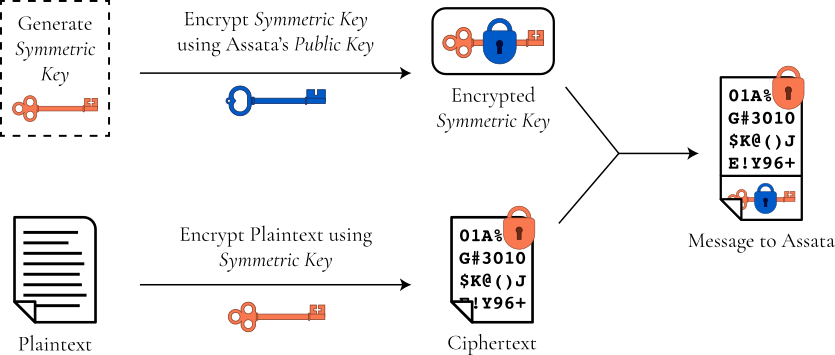 Generate
Symmetric
Key
Encrypt Symmetric Key
using Assata's Public Key
Encrypted
Symmetric Key
01A%
G#3010
$K@()J
E!Y96+
Message to Assata
Plaintext
Encrypt Plaintext using
Symmetric Key
01A%
G#3010
$K@()J
!Y96+
Ciphertext